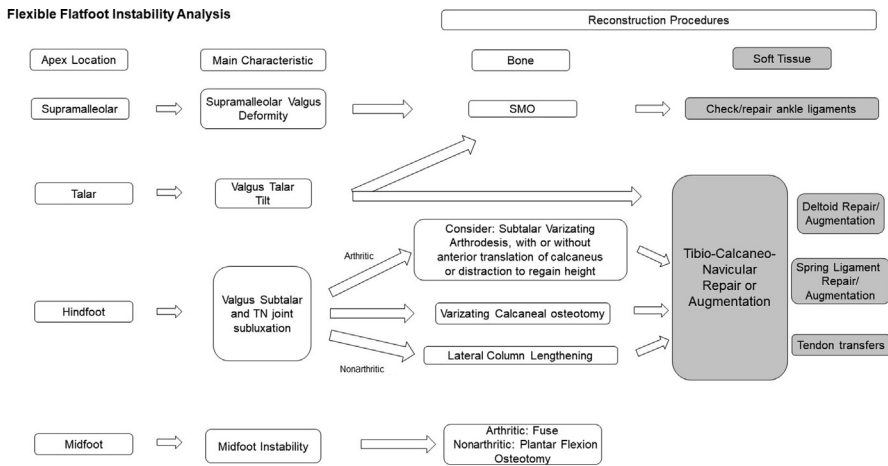 Flexible Flatfoot Instability Analysis
Reconstruction Procedures
Apex Location
Main Characteristic
Bone
Soft Tissue
Supramalleolar
Supramalleolar Valgus
Deformity
SMO
Check/repair ankle ligaments
Talar
Valgus Talar
Tilt
Deltoid Repair/
Augmentation
Arthritic
Consider: Subtalar Varizating
Arthrodesis, with or without
anterior translation of calcaneus
or distraction to regain height
Tibio-Calcaneo-
Navicular
Repair or
Augmentation
Spring Ligament
Repair/
Augmentation
Hindfoot
Valgus Subtalar
and TN joint
subluxation
Varizating Calcaneal osteotomy
Lateral Column Lengthening
Nonarthritic
Tendon transfers
Midfoot
Midfoot Instability
Arthritic: Fuse
Nonarthritic: Plantar Flexion
Osteotomy